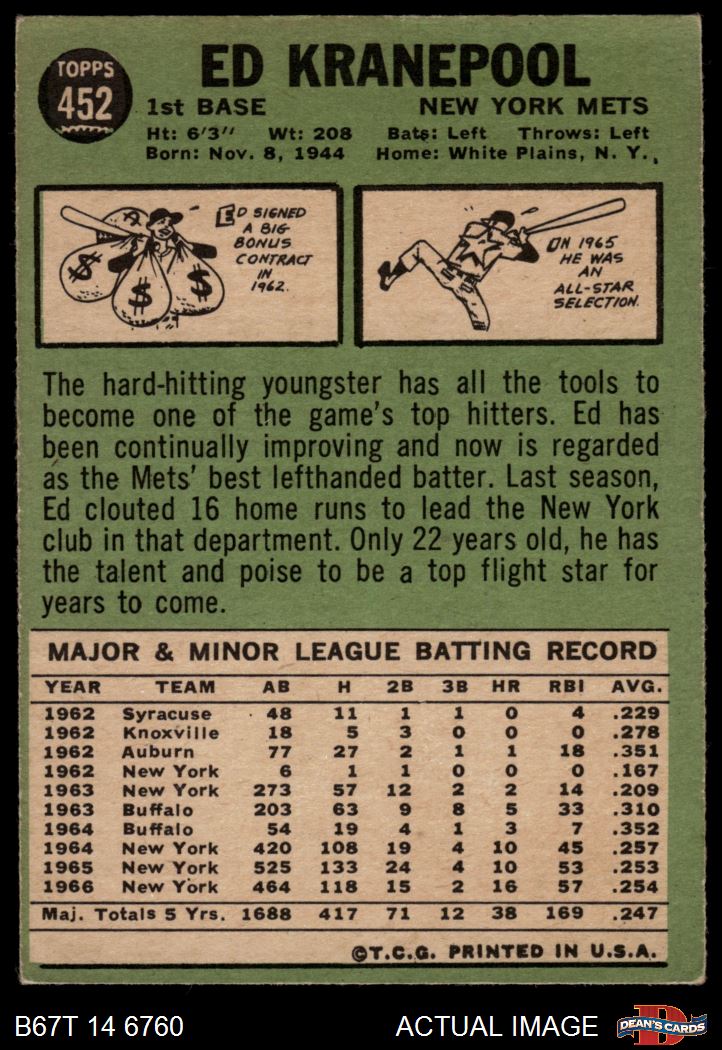 TOPPS
452
ED KRANEPOOL
1st BASE NEW YORK METS
Ht: 6'3" Wt: 208 Bats: Left Throws: Left
Born: Nov. 8, 1944 Home: White Plains, N. Y.
ED SIGNED
A BIG
BONUS
CONTRACT
IN
1962.
$ $ $
ON 1965
HE WAS
AN
ALL-STAR
SELECTION.
The hard-hitting youngster has all the tools to
become one of the game's top hitters. Ed has
been continually improving and now is regarded
as the Mets' best lefthanded batter. Last season,
Ed clouted 16 home runs to lead the New York
club in that department. Only 22 years old, he has
the talent and poise to be a top flight star for
years to come.
MAJOR & MINOR LEAGUE BATTING RECORD
YEAR TEAM AB H 2B 3B HR RBI AVG.
1962 Syracuse 48 11 1 1 0 4 .229
1962 Knoxville 18 5 3 0 0 0 .278
1962 Auburn 77 27 2 1 1 18 .351
1962 New York 6 1 1 0 0 0 .167
1963 New York 273 57 12 2 2 14 .209
1963 Buffalo 203 63 9 8 5 33 .310
1964 Buffalo 54 19 4 1 3 7 .352
1964 New York 420 108 19 4 10 45 .257
1965 New York 525 133 24 4 10 53 .253
1966 New York 464 118 15 2 16 57 .254
Maj. Totals 5 Yrs. 1688 417 71 12 38 169 .247
©T.C.G. PRINTED IN U.S.A.
B67T 14 6760 ACTUAL IMAGE DEAN'S CARDS